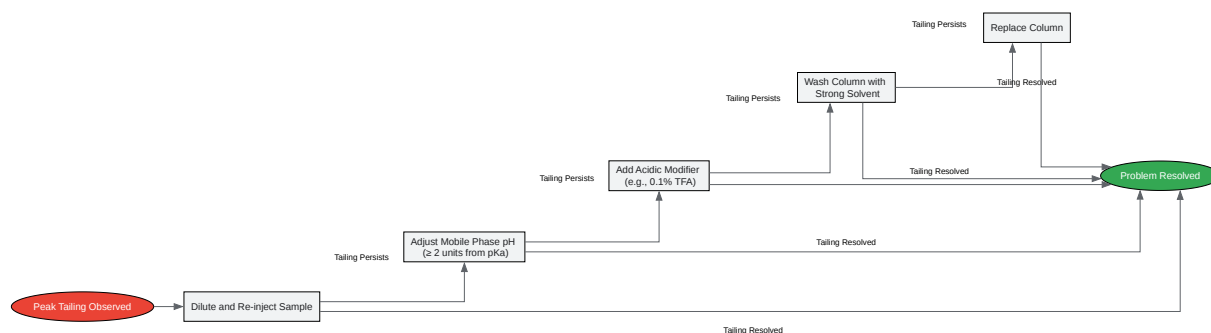 Tailing Persists
Replace Column
Wash Column with
Strong Solvent
Tailing Resolved
Tailing Persists
Add Acidic Modifier
(e.g., 0.1% TFA)
Tailing Persists
Tailing Resolved
Problem Resolved
Adjust Mobile Phase pH
(≥ 2 units from pKa)
Tailing Persists
Tailing Resolved
Peak Tailing Observed
Dilute and Re-inject Sample
Tailing Resolved